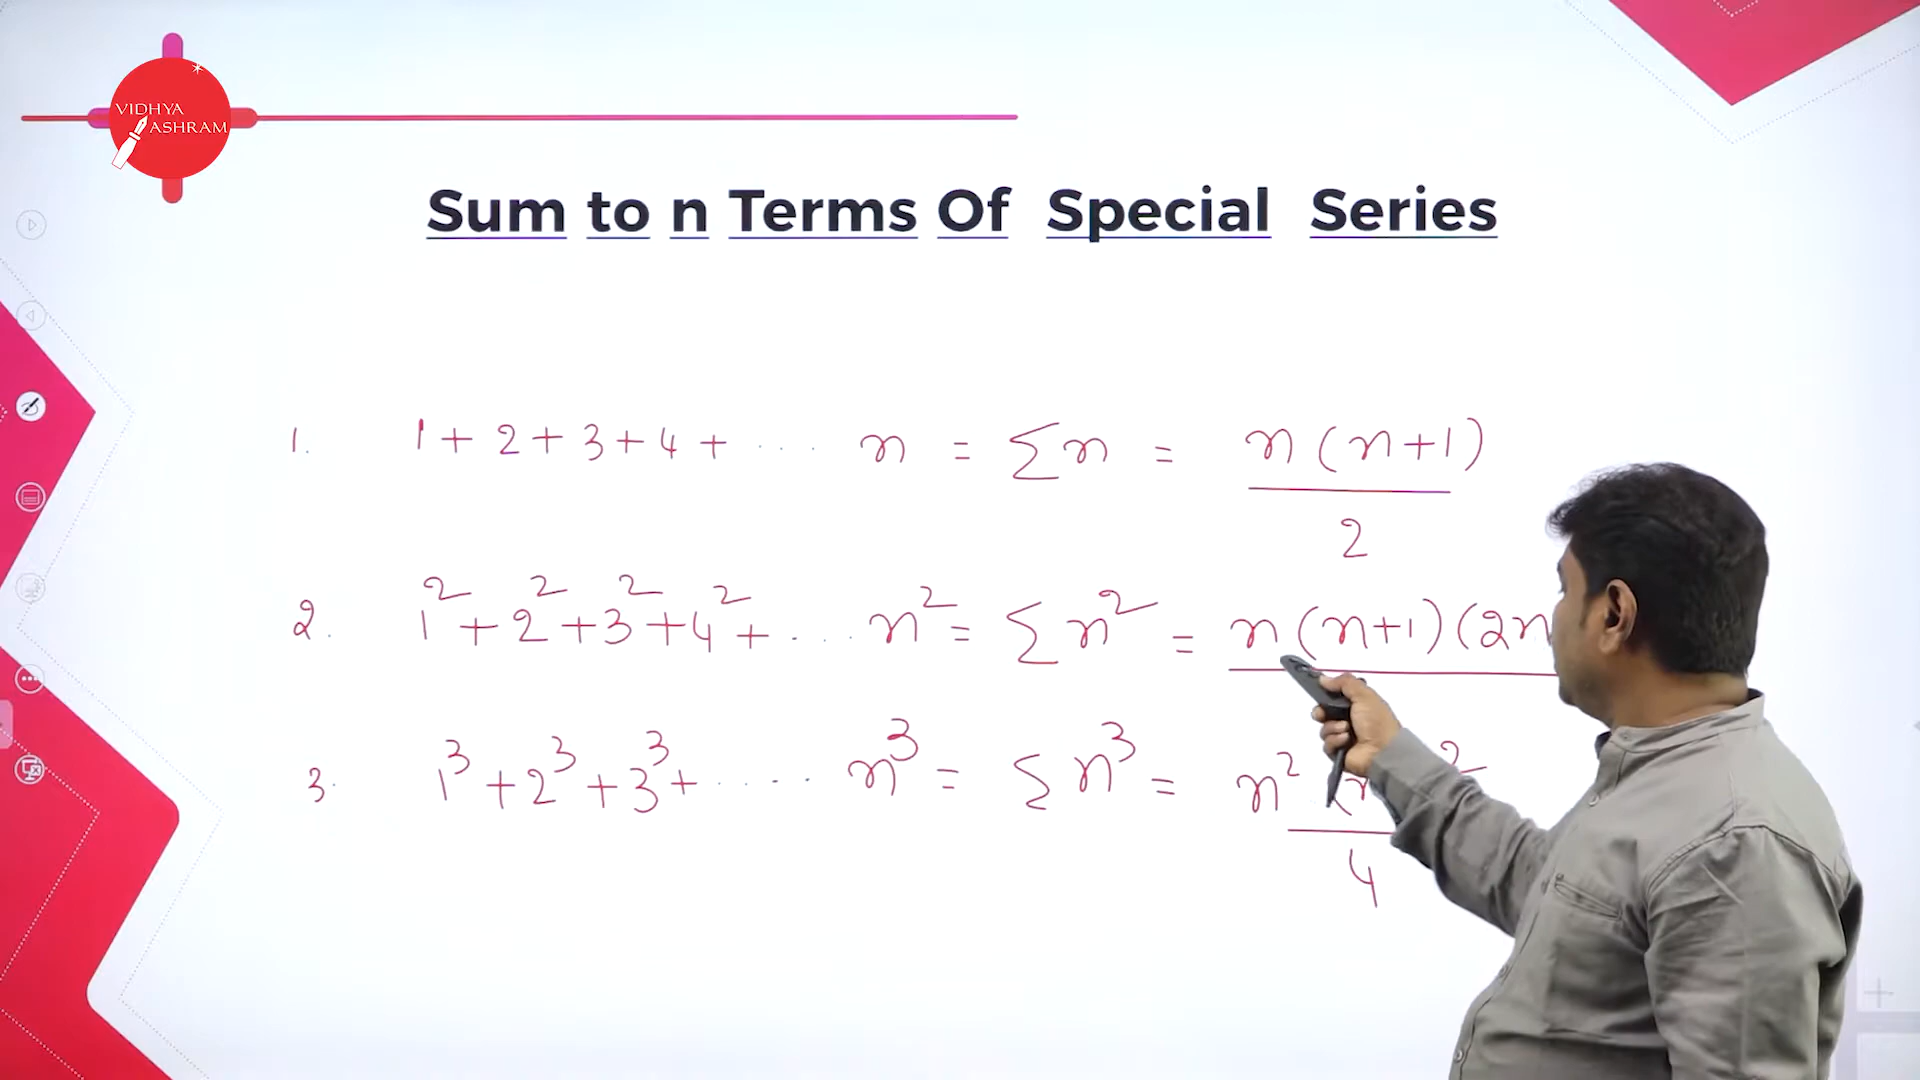 VIDHYA
ASHRAM
Sum to n Terms Of Special Series
1. 1 + 2 + 3 + 4 + ... n = Σn = n(n+1)
2
2. 1² + 2² + 3² + 4² + ... n² = Σn² = n(n+1)(2n
3. 1³ + 2³ + 3³ + .... n³ = Σn³ = n² (n ²
4